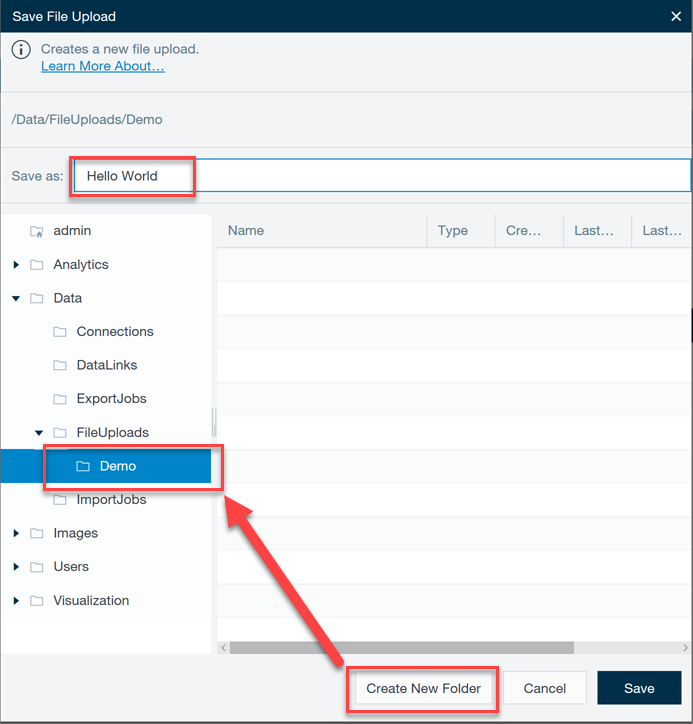 Save File Upload
Creates a new file upload.
Learn More About…
/Data/FileUploads/Demo
Save as: Hello World
admin
Name Type Cre… Last… Last…
Analytics
Data
Connections
DataLinks
ExportJobs
FileUploads
Demo
ImportJobs
Images
Users
Visualization
Create New Folder Cancel Save